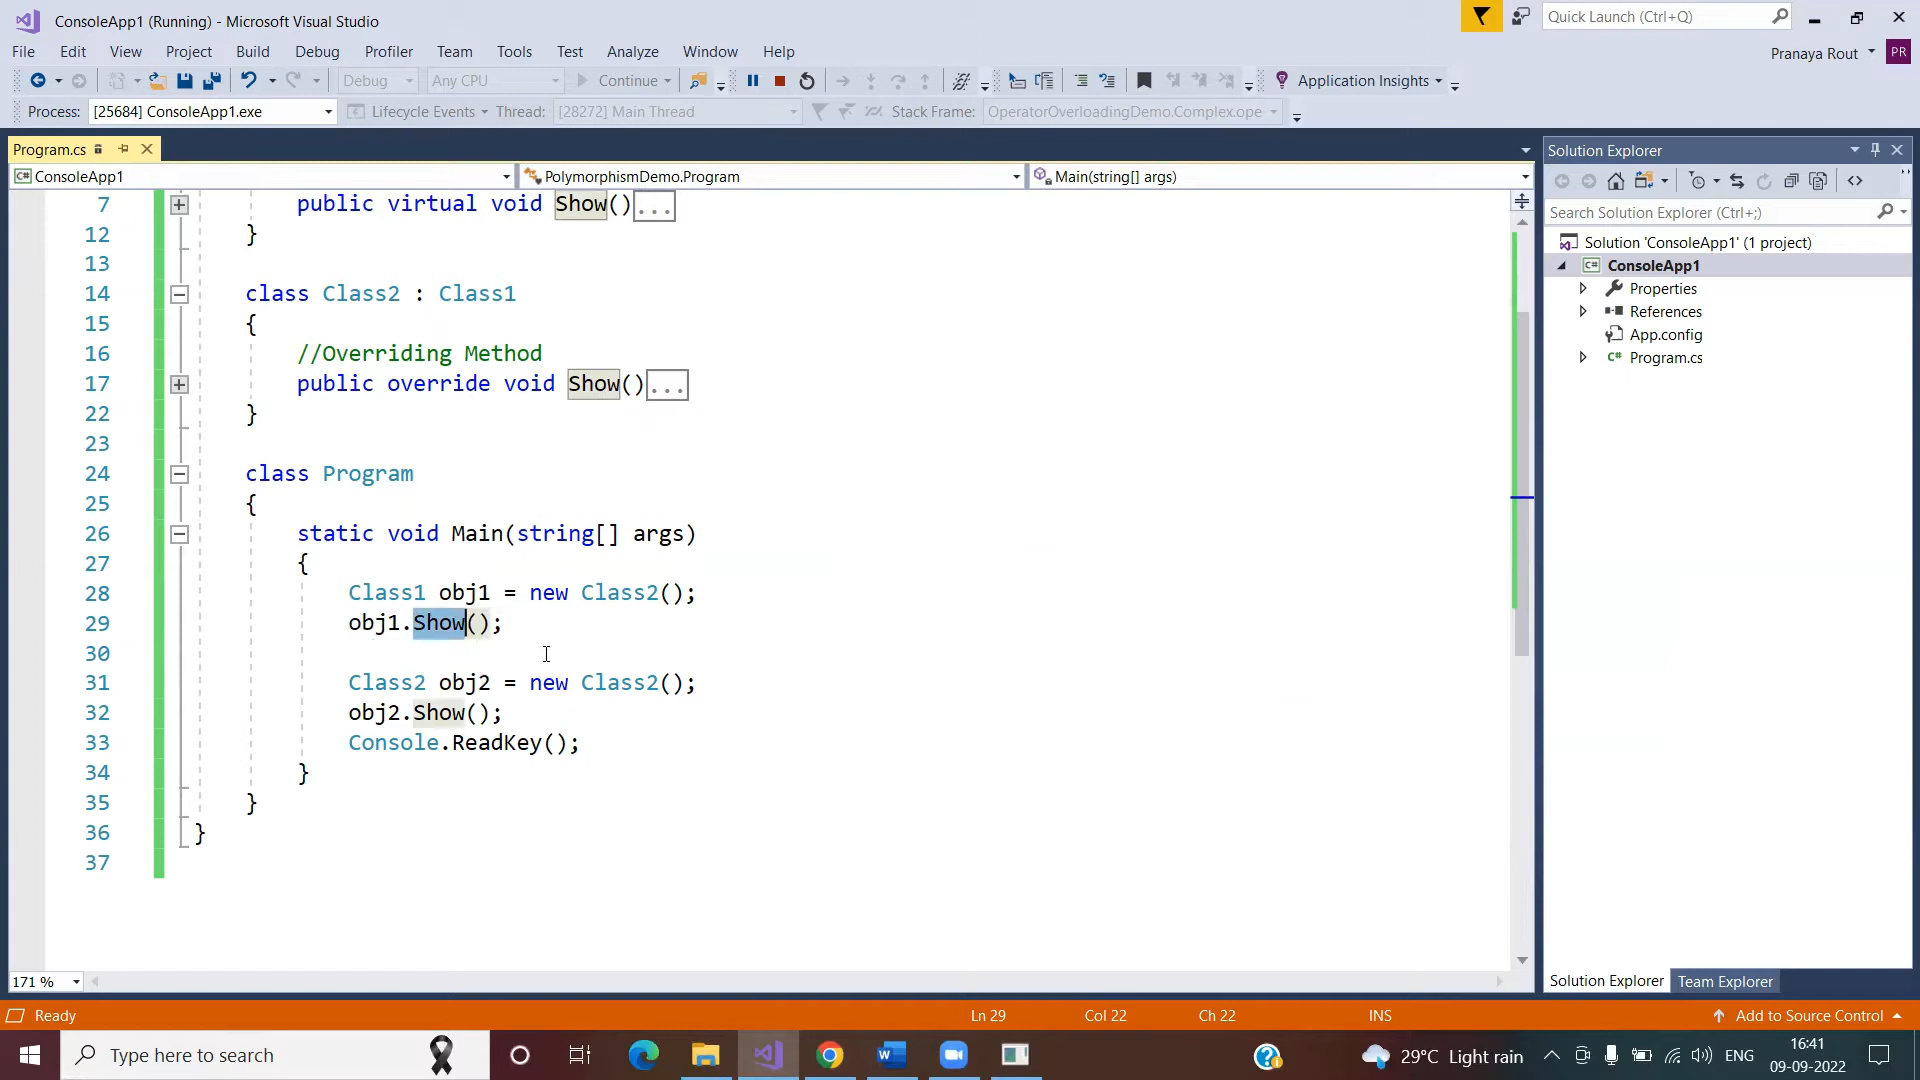 ConsoleApp1 (Running) - Microsoft Visual Studio
Quick Launch (Ctrl+Q)
File Edit View Project Build Debug Profiler Team Tools Test Analyze Window Help
Pranaya Rout PR
Debug Any CPU Continue Application Insights
Process: [25684] ConsoleApp1.exe Lifecycle Events Thread: [28272] Main Thread Stack Frame: OperatorOverloadingDemo.Complex.ope
Program.cs
ConsoleApp1 PolymorphismDemo.Program Main(string[] args)
7 public virtual void Show()...
12 }
13
14 class Class2 : Class1
15 {
16 //Overriding Method
17 public override void Show()...
22 }
23
24 class Program
25 {
26 static void Main(string[] args)
27 {
28 Class1 obj1 = new Class2();
29 obj1.Show();
30
31 Class2 obj2 = new Class2();
32 obj2.Show();
33 Console.ReadKey();
34 }
35 }
36 }
37
171 %
Solution Explorer
Search Solution Explorer (Ctrl+;)
Solution 'ConsoleApp1' (1 project)
C# ConsoleApp1
Properties
References
App.config
C# Program.cs
Solution Explorer Team Explorer
Ready Ln 29 Col 22 Ch 22 INS Add to Source Control
Type here to search
29°C Light rain ENG
16:41
09-09-2022